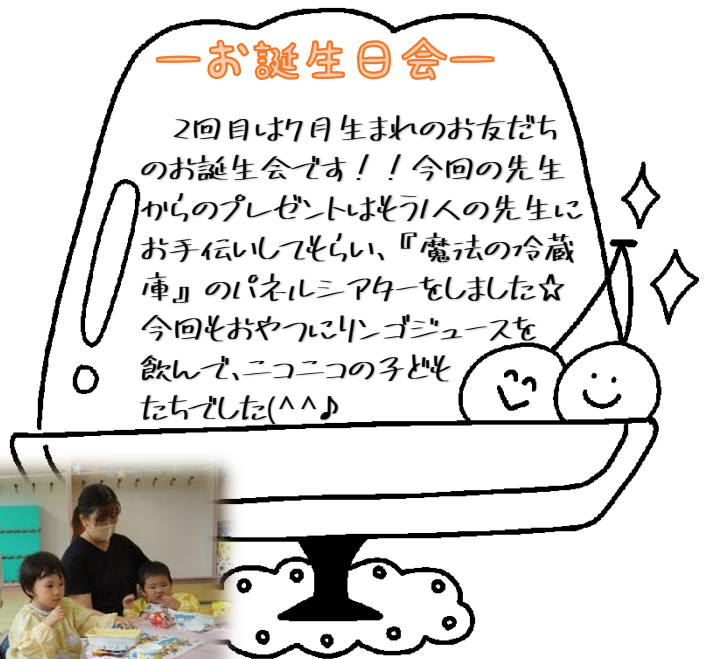 ―お誕生日会―
2回目は7月生まれのお友だち
のお誕生会です！！今回の先生
からのプレゼントはもう1人の先生に
お手伝いしてもらい、『魔法の冷蔵
庫』のパネルシアターをしました☆
今回もおやつにリンゴジュースを
飲んで、ニコニコの子ども
たちでした(^^♪